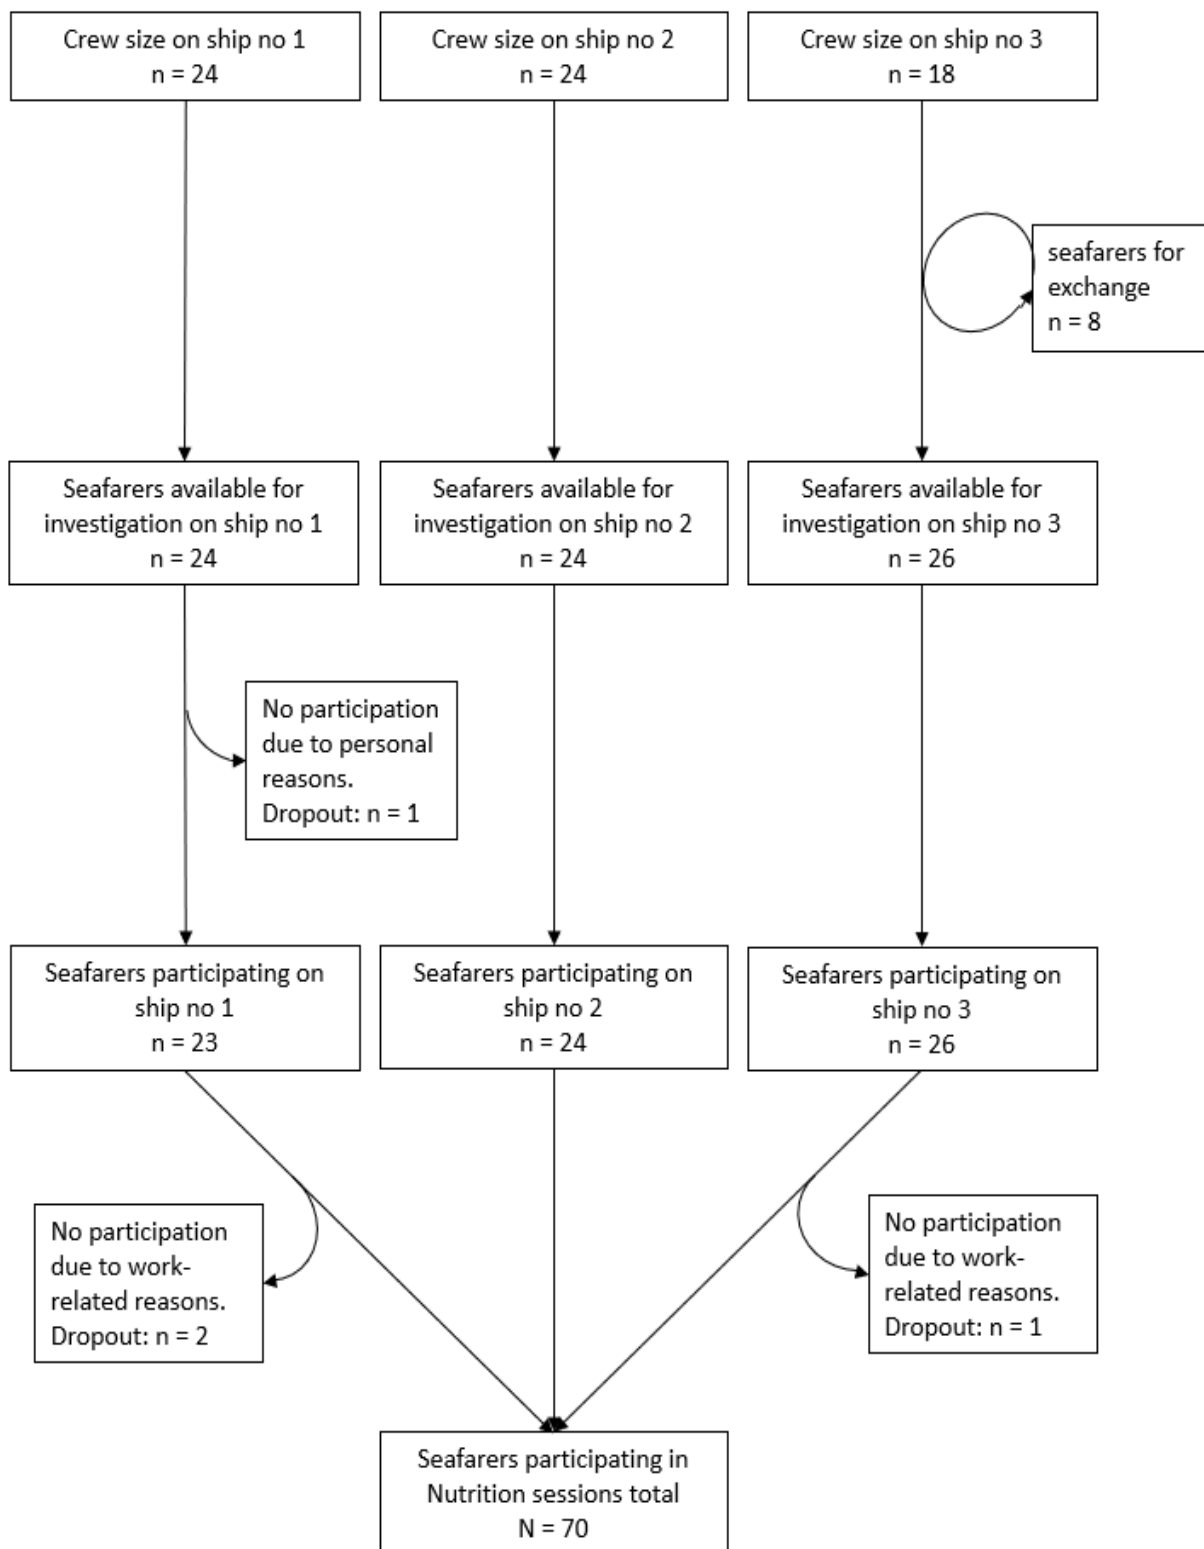 Crew size on ship no 1
n = 24
Crew size on ship no 2
n = 24
Crew size on ship no 3
n = 18
seafarers for
exchange
n = 8
Seafarers available for
investigation on ship no 1
n = 24
Seafarers available for
investigation on ship no 2
n = 24
Seafarers available for
investigation on ship no 3
n = 26
No participation
due to personal
reasons.
Dropout: n = 1
Seafarers participating on
ship no 1
n = 23
Seafarers participating on
ship no 2
n = 24
Seafarers participating on
ship no 3
n = 26
No participation
due to work-
related reasons.
Dropout: n = 2
No participation
due to work-
related reasons.
Dropout: n = 1
Seafarers participating in
Nutrition sessions total
N = 70